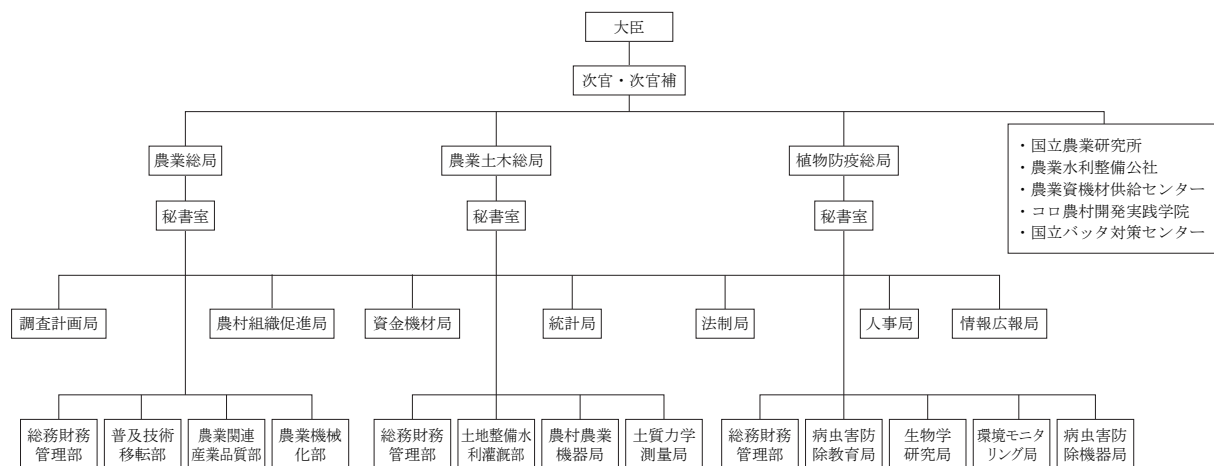 大臣
次官・次官補
農業総局
農業土木総局
植物防疫総局
・国立農業研究所
・農業水利整備公社
・農業資機材供給センター
・コロ農村開発実践学院
・国立バッタ対策センター
秘書室
秘書室
秘書室
調査計画局
農村組織促進局
資金機材局
統計局
法制局
人事局
情報広報局
総務財務
管理部
普及技術
移転部
農業関連
産業品質部
農業機械
化部
総務財務
管理部
土地整備水
利灌漑部
農村農業
機器局
土質力学
測量局
総務財務
管理部
病虫害防
除教育局
生物学
研究局
環境モニタ
リング局
病虫害防
除機器局